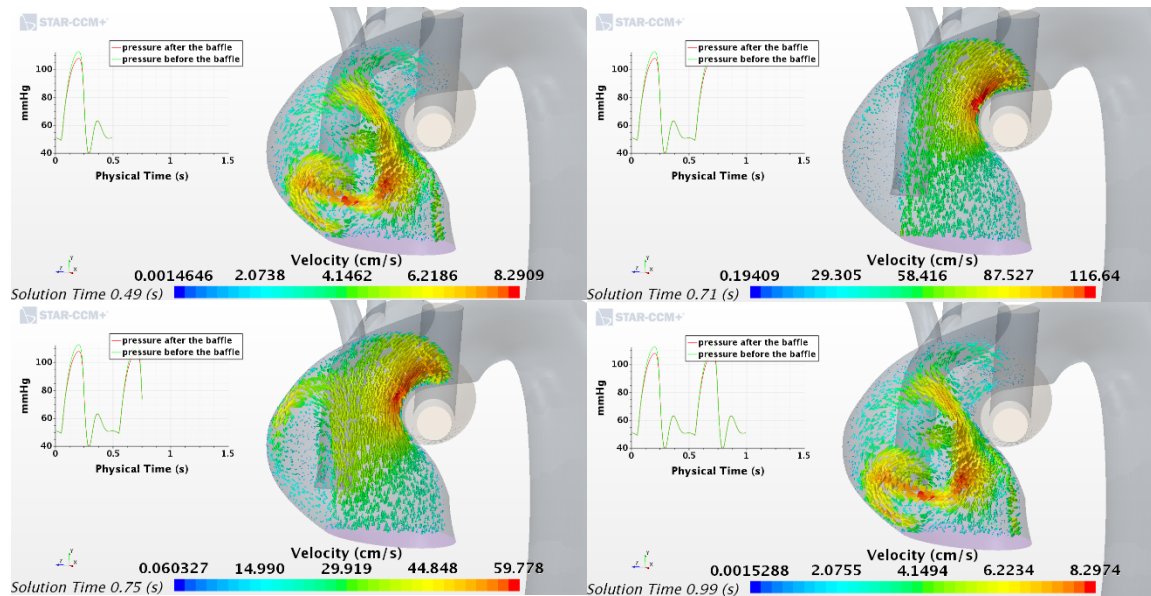 STAR-CCM+
pressure after the baffle
pressure before the baffle
mmHg
100
80
60
40
0
0.5
1
1.5
Physical Time (s)
y
z
x
Velocity (cm/s)
0.0014646 2.0738 4.1462 6.2186 8.2909
Solution Time 0.49 (s)
STAR-CCM+
pressure after the baffle
pressure before the baffle
mmHg
100
80
60
40
0
0.5
1
1.5
Physical Time (s)
y
z
x
Velocity (cm/s)
0.19409 29.305 58.416 87.527 116.64
Solution Time 0.71 (s)
STAR-CCM+
pressure after the baffle
pressure before the baffle
mmHg
100
80
60
40
0
0.5
1
1.5
Physical Time (s)
y
z
x
Velocity (cm/s)
0.060327 14.990 29.919 44.848 59.778
Solution Time 0.75 (s)
STAR-CCM+
pressure after the baffle
pressure before the baffle
mmHg
100
80
60
40
0
0.5
1
1.5
Physical Time (s)
y
z
x
Velocity (cm/s)
0.0015288 2.0755 4.1494 6.2234 8.2974
Solution Time 0.99 (s)